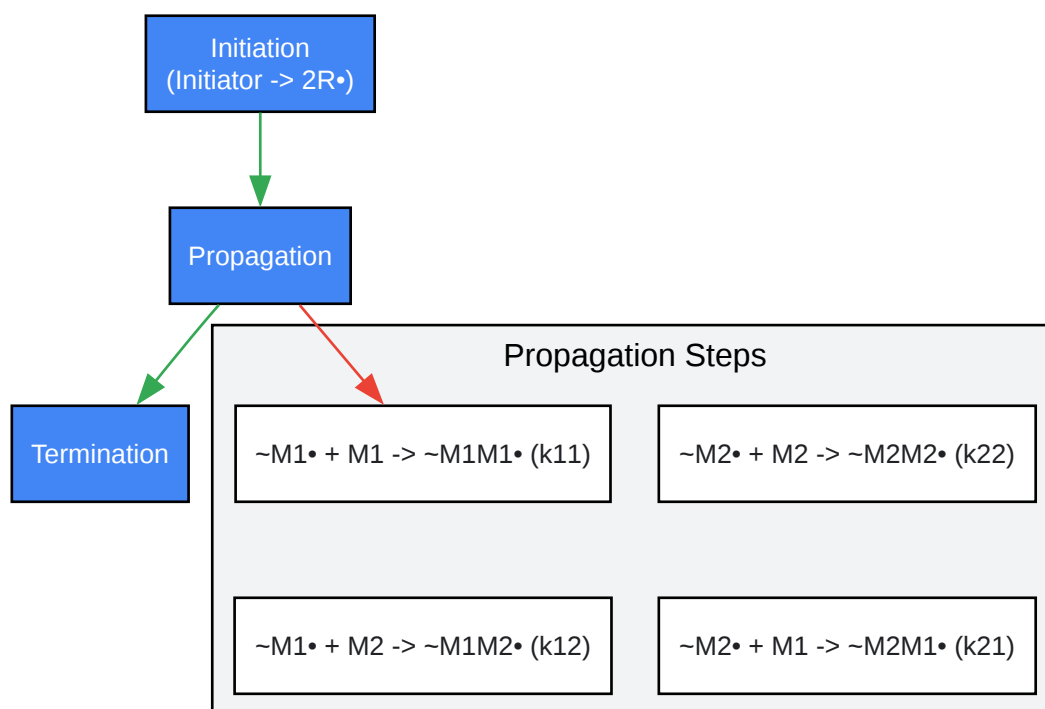 Initiation
(Initiator -> 2R•)
Propagation
Propagation Steps
Termination
~M1• + M1 -> ~M1M1• (k11)
~M2• + M2 -> ~M2M2• (k22)
~M1• + M2 -> ~M1M2• (k12)
~M2• + M1 -> ~M2M1• (k21)